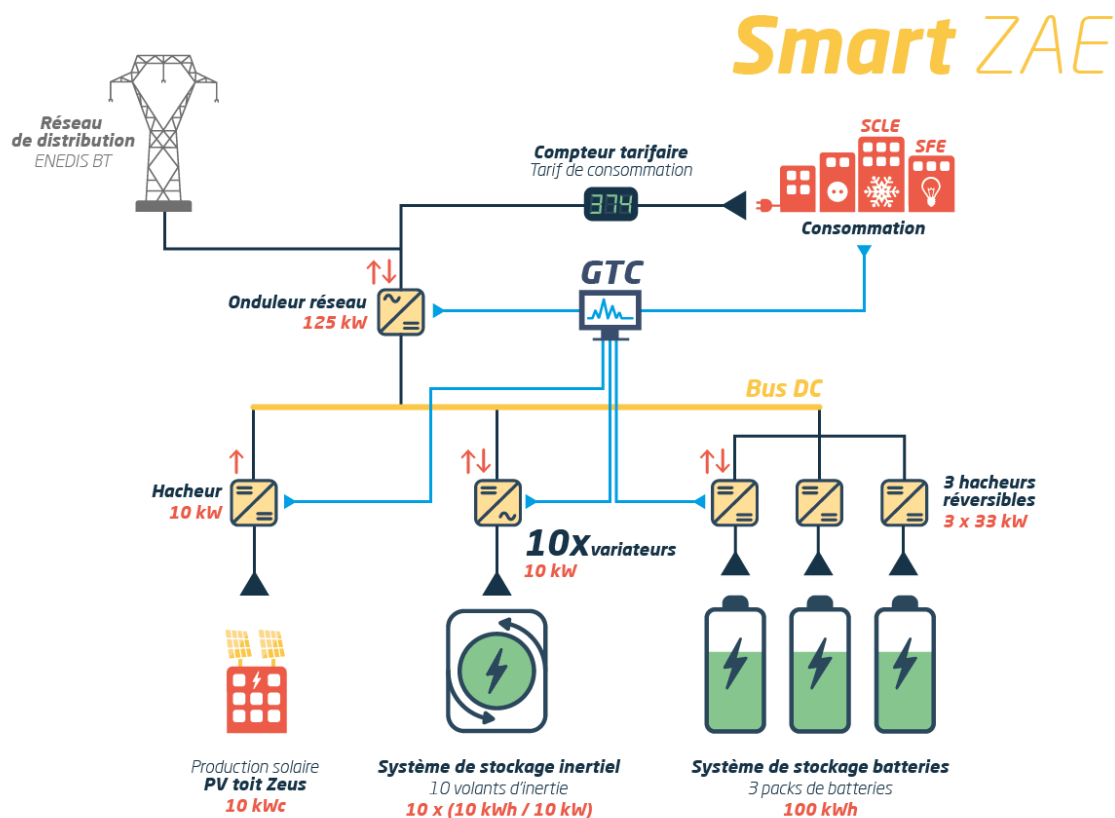 Smart ZAE
Réseau
de distribution
ENEDIS BT
Compteur tarifaire
Tarif de consommation
374
SCLE
SFE
Consommation
GTC
Onduleur réseau
125 kW
Bus DC
Hacheur
10 kW
10x variateurs
10 kW
3 hacheurs
réversibles
3 x 33 kW
Production solaire
PV toit Zeus
10 kWc
Système de stockage inertiel
10 volants d'inertie
10 x (10 kWh / 10 kW)
Système de stockage batteries
3 packs de batteries
100 kWh